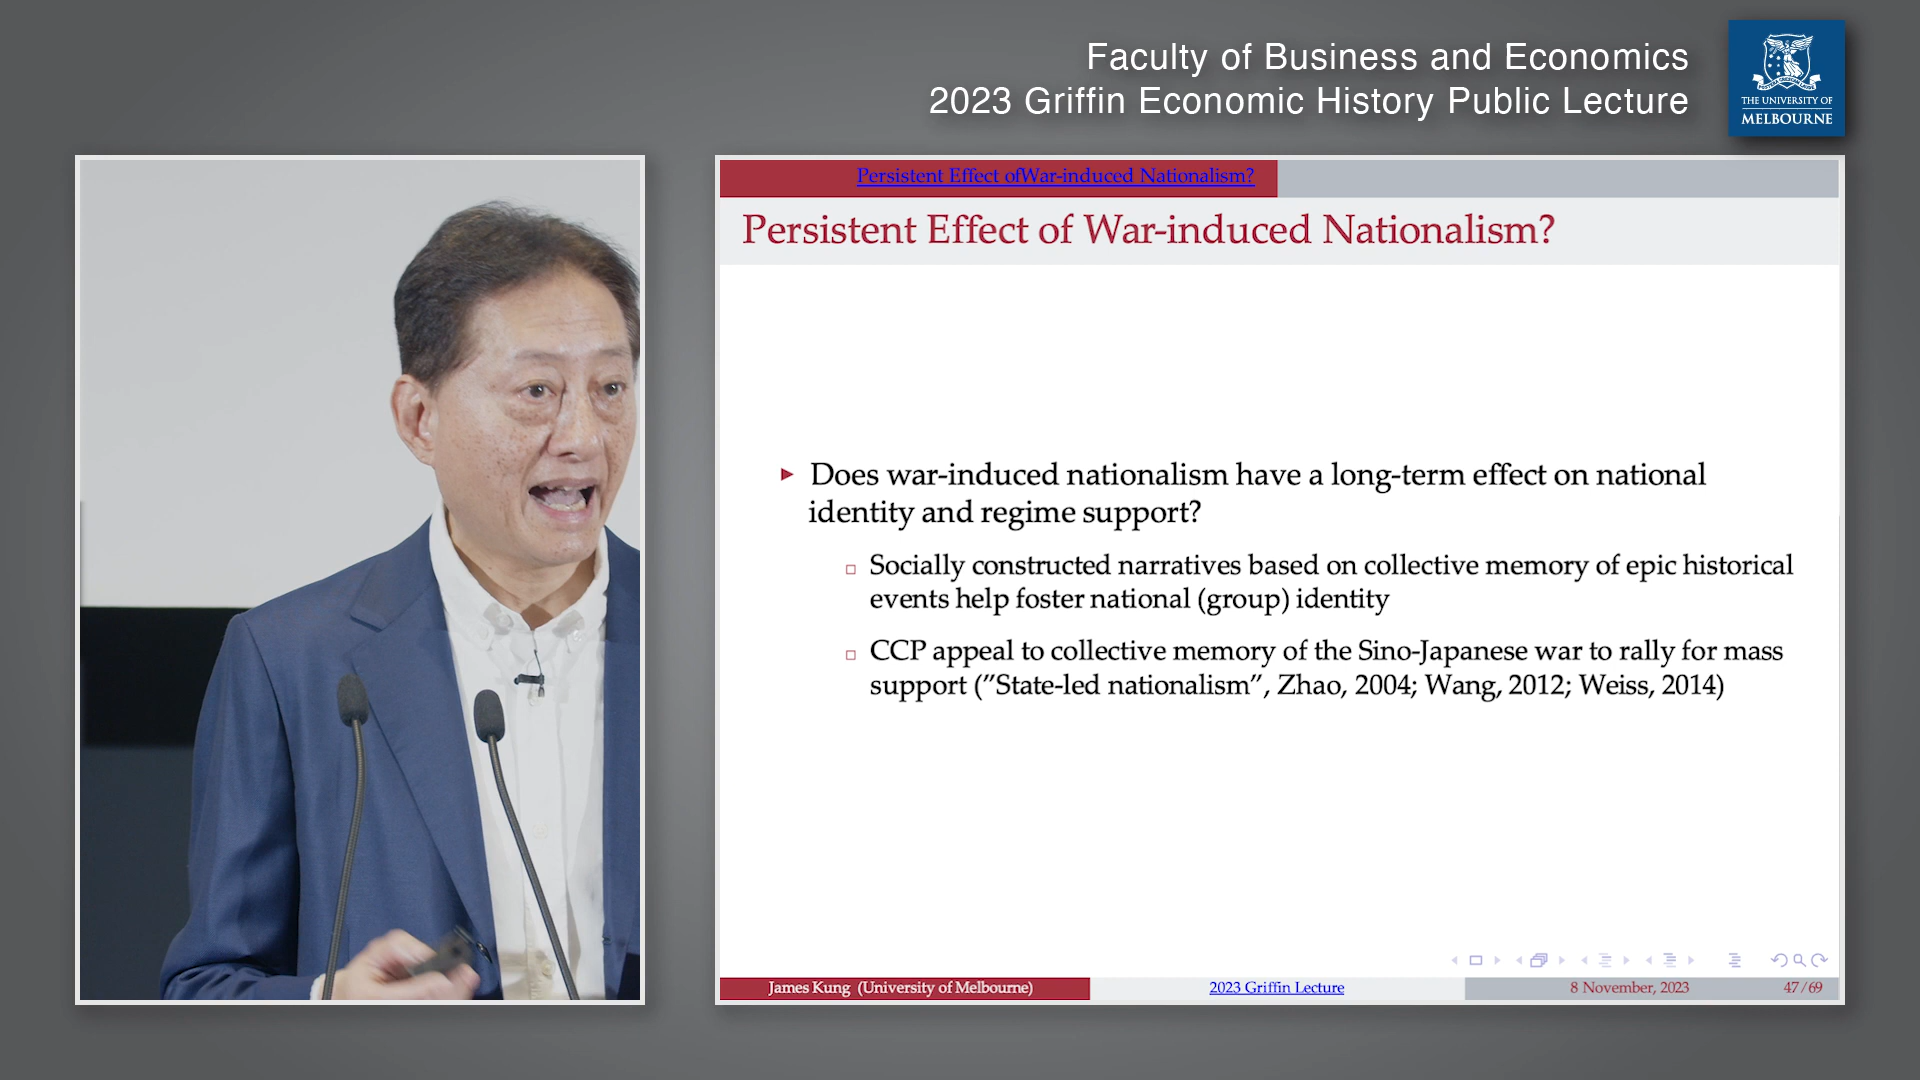 Faculty of Business and Economics
2023 Griffin Economic History Public Lecture
THE UNIVERSITY OF
MELBOURNE
Persistent Effect ofWar-induced Nationalism?
Persistent Effect of War-induced Nationalism?
Does war-induced nationalism have a long-term effect on national
identity and regime support?
Socially constructed narratives based on collective memory of epic historical
events help foster national (group) identity
CCP appeal to collective memory of the Sino-Japanese war to rally for mass
support ("State-led nationalism", Zhao, 2004; Wang, 2012; Weiss, 2014)
James Kung (University of Melbourne)
2023 Griffin Lecture
8 November, 2023
47/69